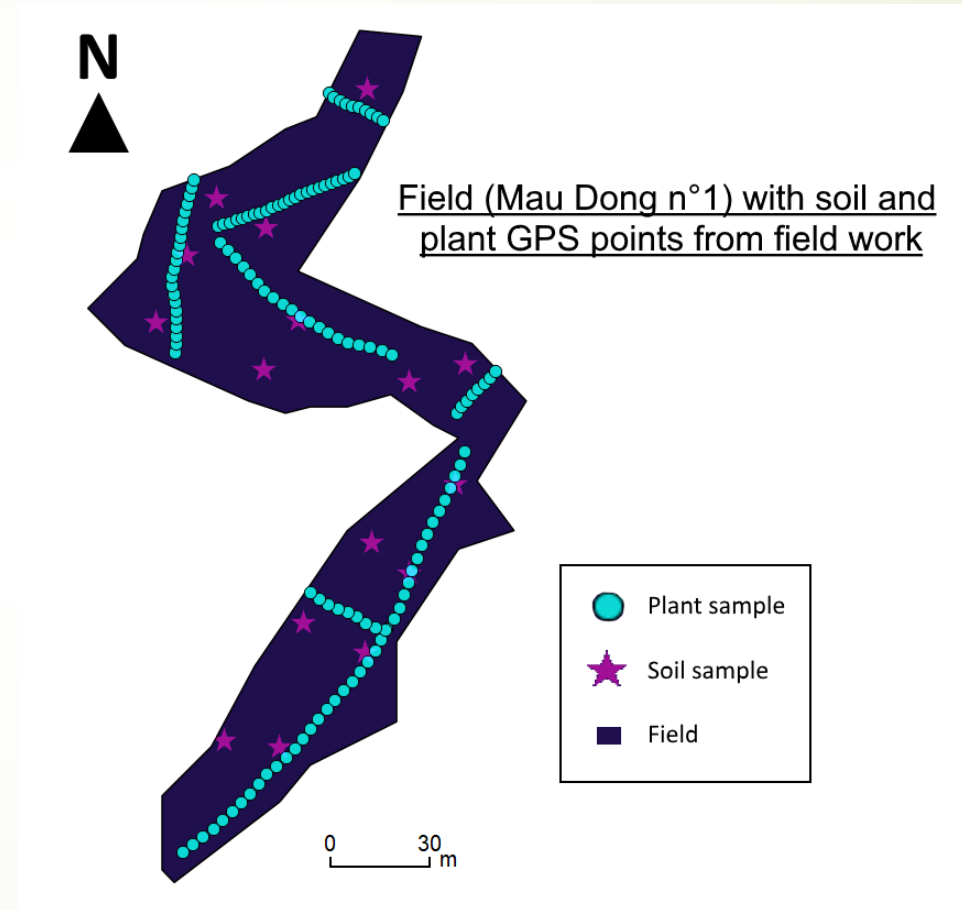 N
Field (Mau Dong n°1) with soil and
plant GPS points from field work
Plant sample
Soil sample
Field
0 30
m